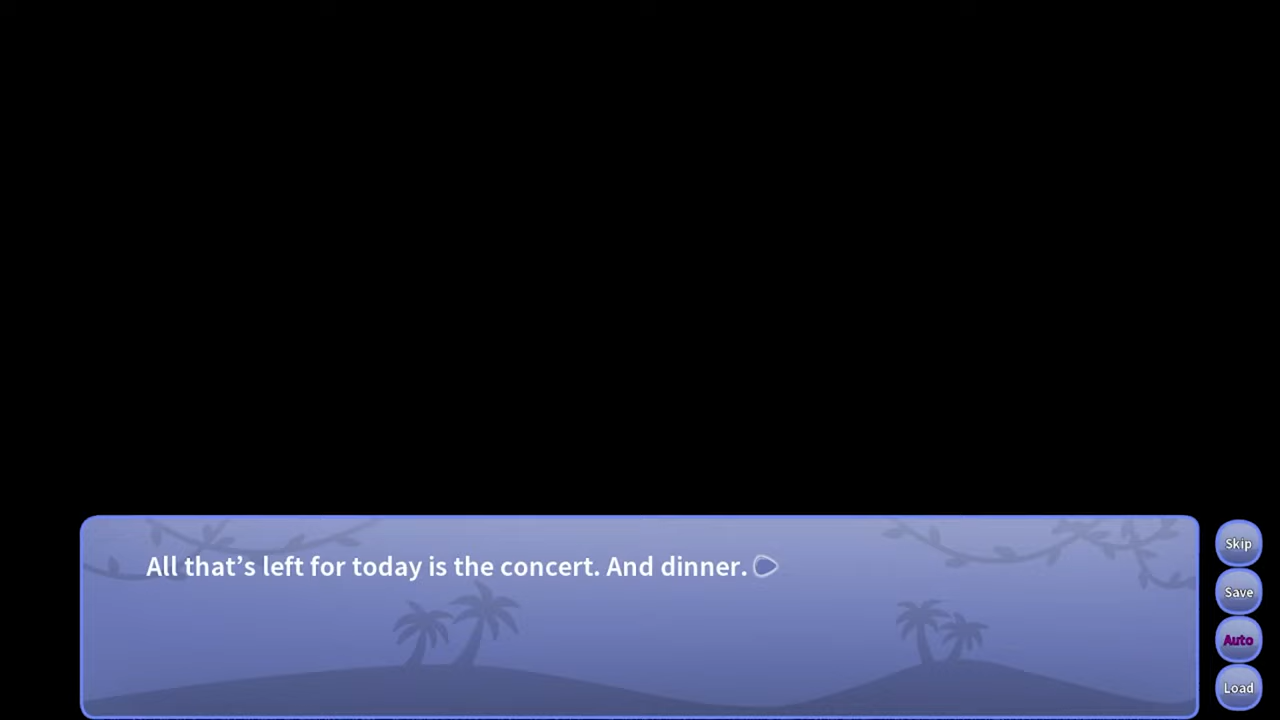 All that’s left for today is the concert. And dinner.
Skip
Save
Auto
Load